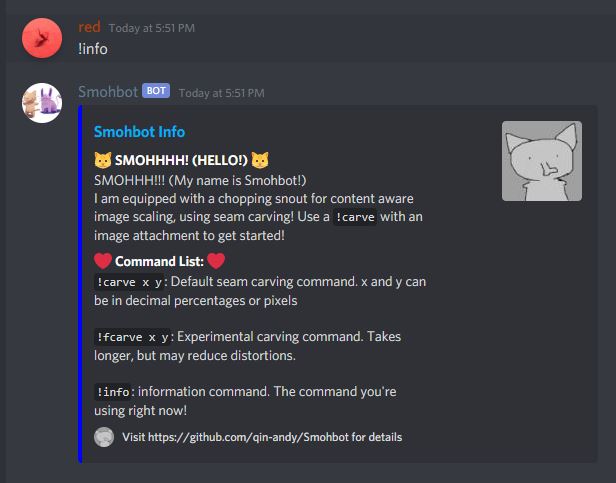 red Today at 5:51 PM
!info
Smohbot BOT Today at 5:51 PM
Smohbot Info
🐱 SMOHHH! (HELLO!) 🐱
SMOHHH!!! (My name is Smohbot!)
I am equipped with a chopping snout for content aware
image scaling, using seam carving! Use a !carve with an
image attachment to get started!
❤️ Command List: ❤️
!carve x y: Default seam carving command. x and y can
be in decimal percentages or pixels
!fcarve x y: Experimental carving command. Takes
longer, but may reduce distortions.
!info: information command. The command you're
using right now!
Visit https://github.com/qin-andy/Smohbot for details